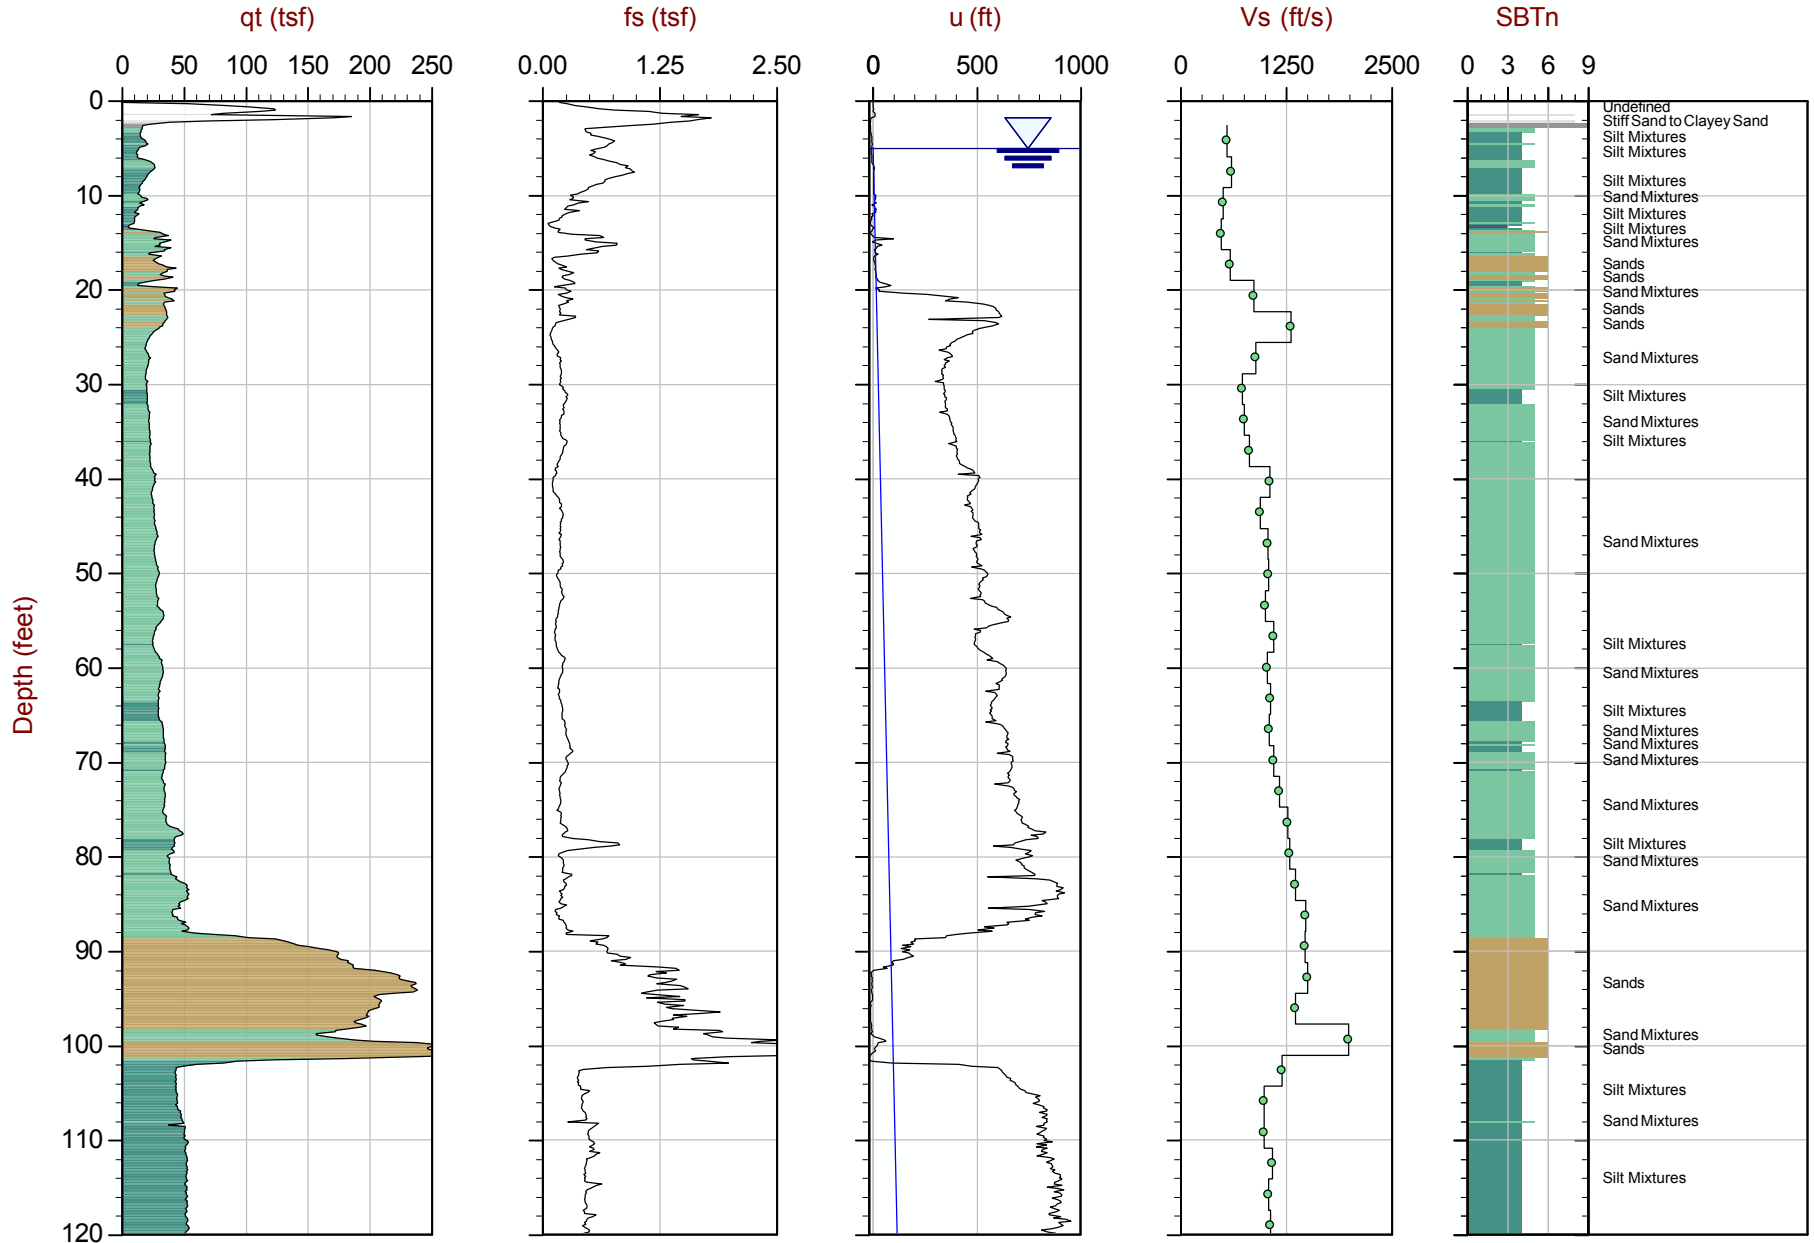 qt (tsf) fs (tsf) u (ft) Vs (ft/s) SBTn
0 50 100 150 200 250 0.00 1.25 2.50 0 500 1000 0 1250 2500 0 3 6 9
0
Undefined
Stiff Sand to Clayey Sand
Silt Mixtures
Silt Mixtures
Silt Mixtures
10
Sand Mixtures
Silt Mixtures
Silt Mixtures
Sand Mixtures
Sands
Sands
20
Sand Mixtures
Sands
Sands
Sand Mixtures
30
Silt Mixtures
Sand Mixtures
Silt Mixtures
40
Sand Mixtures
50
Silt Mixtures
60
Sand Mixtures
Depth (feet)
Silt Mixtures
Sand Mixtures
Sand Mixtures
70
Sand Mixtures
Sand Mixtures
Silt Mixtures
80
Sand Mixtures
Sand Mixtures
90
Sands
Sand Mixtures
100
Sands
Silt Mixtures
Sand Mixtures
110
Silt Mixtures
120